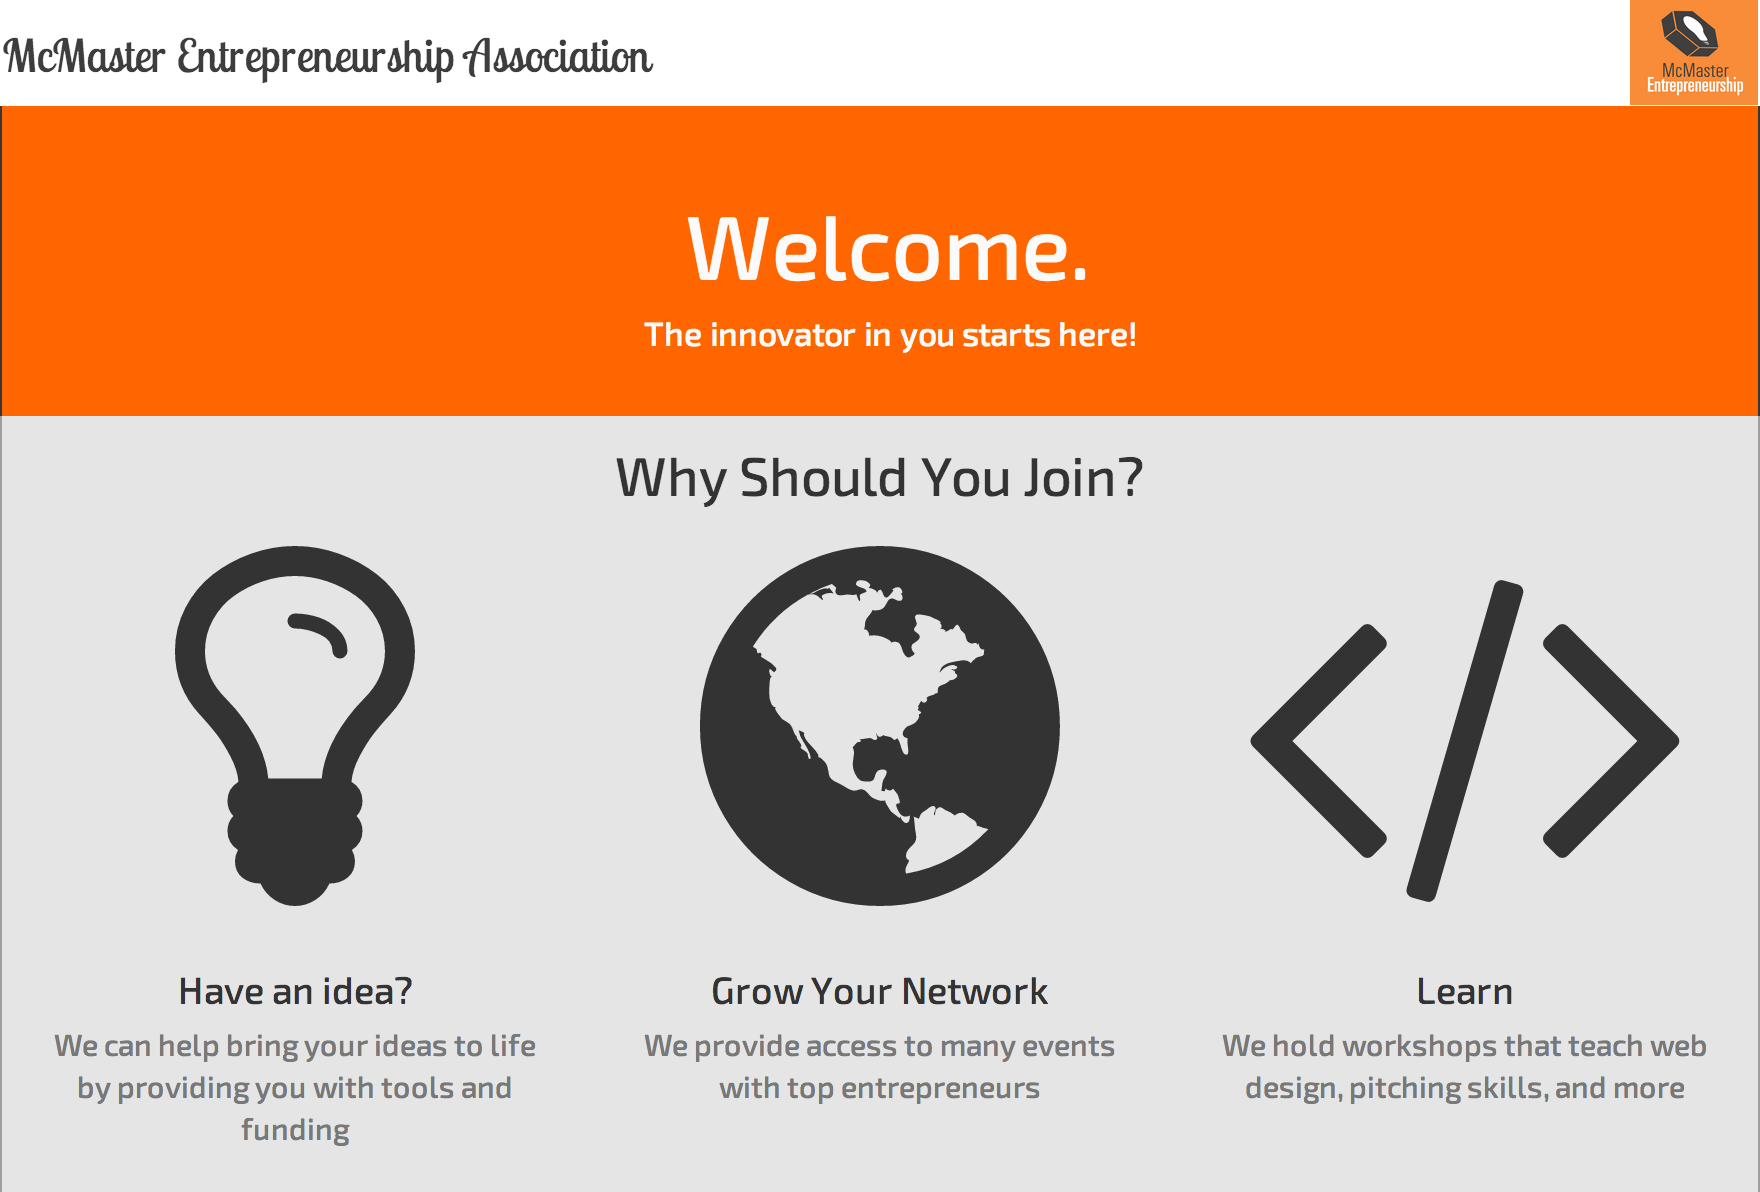 McMaster Entrepreneurship Association
McMaster
Entrepreneurship
Welcome.
The innovator in you starts here!
Why Should You Join?
Have an idea?
We can help bring your ideas to life
by providing you with tools and
funding
Grow Your Network
We provide access to many events
with top entrepreneurs
Learn
We hold workshops that teach web
design, pitching skills, and more